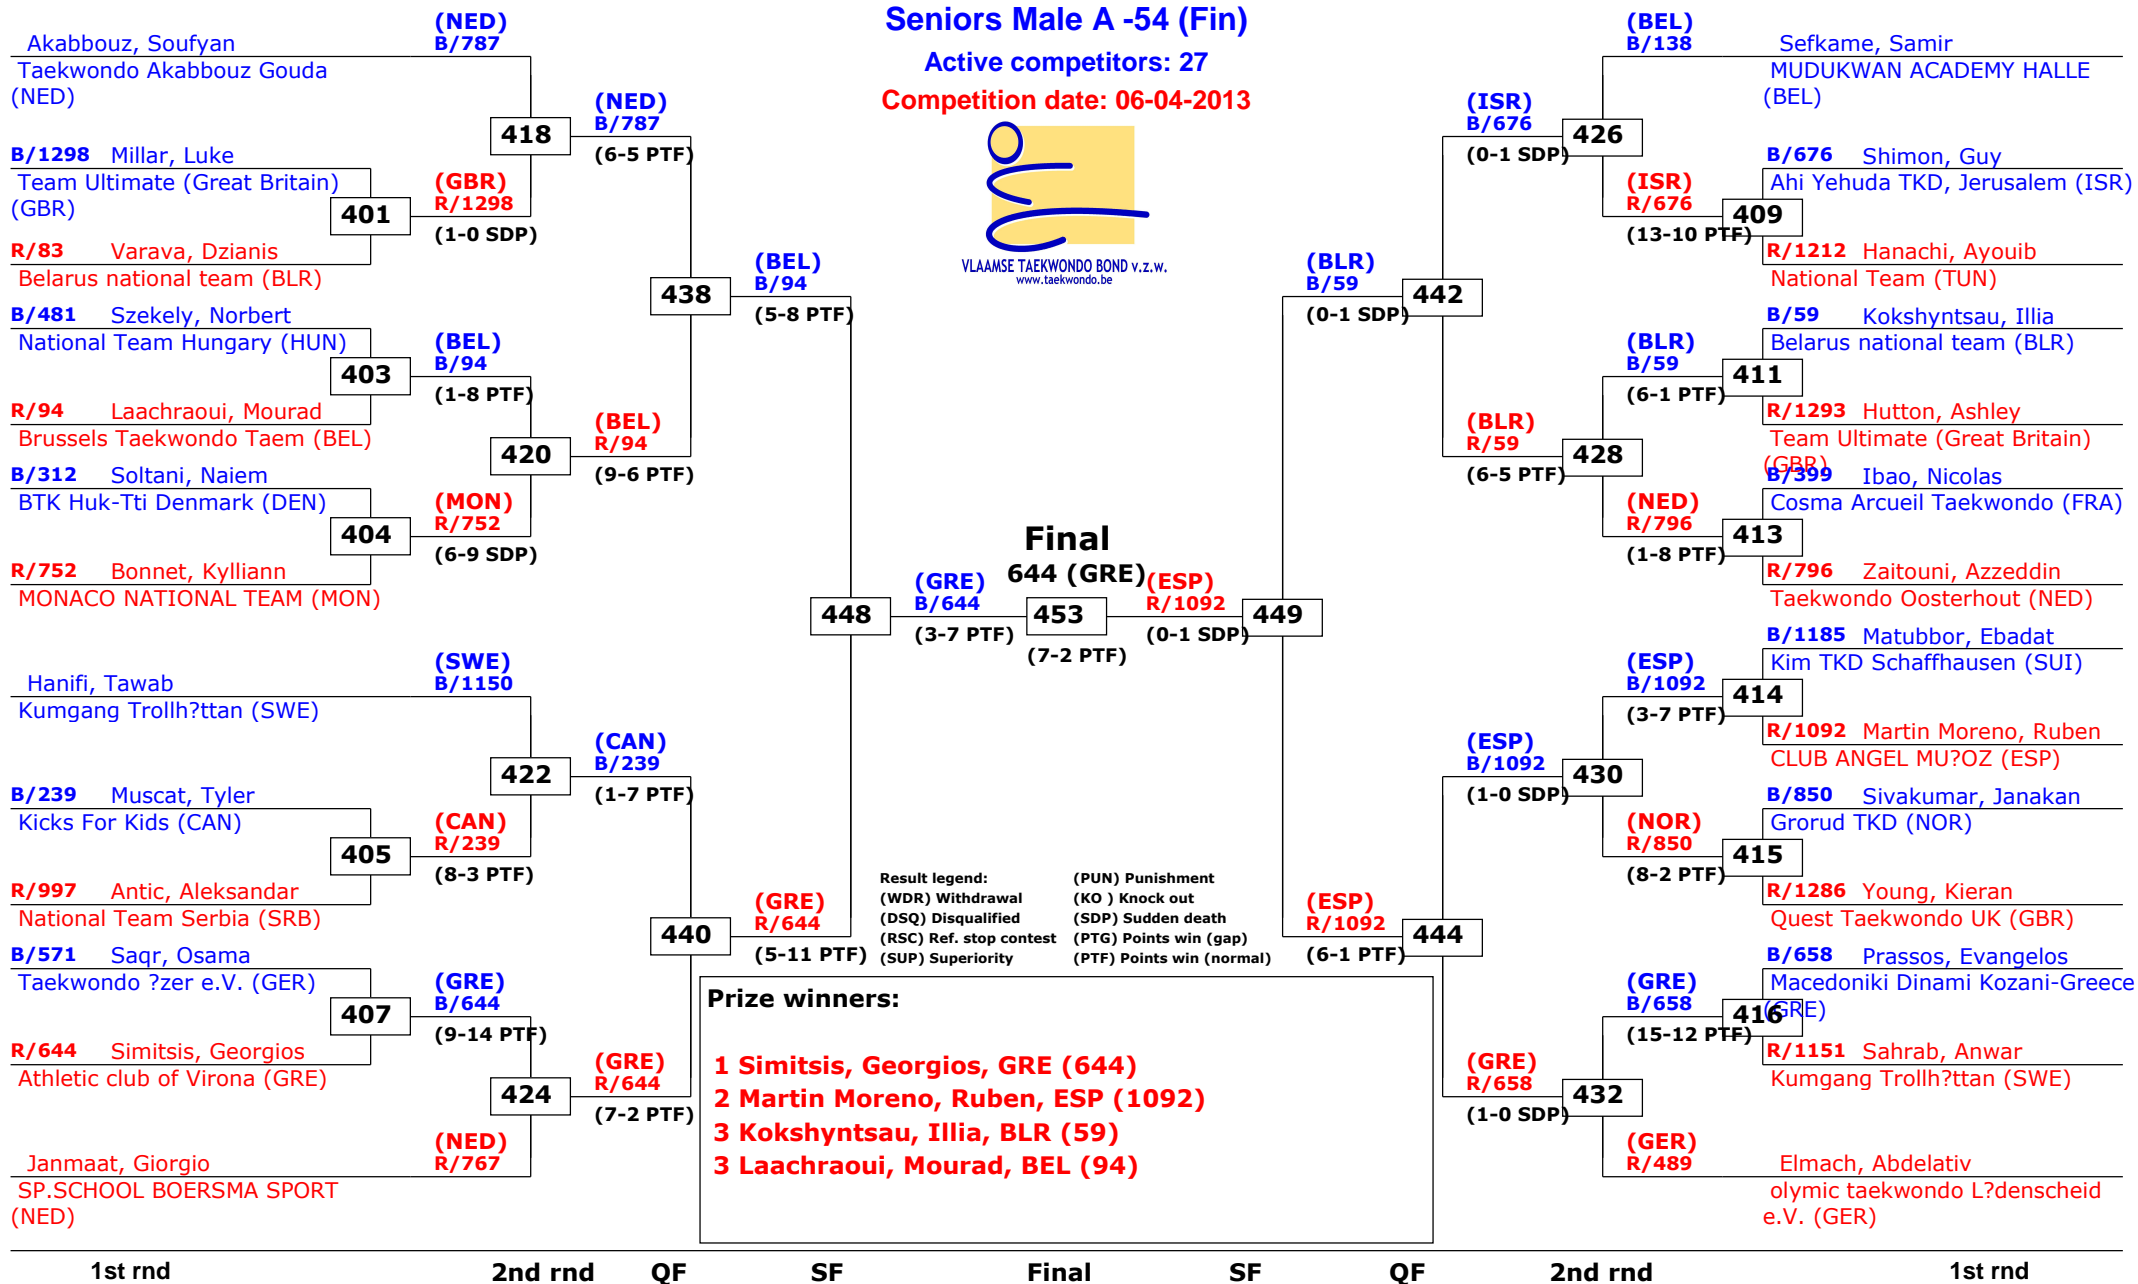 Seniors Male A -54 (Fin)
Active competitors: 27
Competition date: 06-04-2013
VLAAMSE TAEKWONDO BOND v.z.w.
www.taekwondo.be
Akabbouz, Soufyan
Taekwondo Akabbouz Gouda
(NED)
(NED)
B/787
B/1298 Millar, Luke
Team Ultimate (Great Britain)
(GBR)
401
R/83 Varava, Dzianis
Belarus national team (BLR)
(GBR)
R/1298
(1-0 SDP)
418
(NED)
B/787
(6-5 PTF)
B/481 Szekely, Norbert
National Team Hungary (HUN)
403
R/94 Laachraoui, Mourad
Brussels Taekwondo Taem (BEL)
(BEL)
B/94
(1-8 PTF)
B/312 Soltani, Naiem
BTK Huk-Tti Denmark (DEN)
404
R/752 Bonnet, Kylliann
MONACO NATIONAL TEAM (MON)
(MON)
R/752
(6-9 SDP)
420
(BEL)
R/94
(9-6 PTF)
438
(BEL)
B/94
(5-8 PTF)
Hanifi, Tawab
Kumgang Trollh?ttan (SWE)
(SWE)
B/1150
B/239 Muscat, Tyler
Kicks For Kids (CAN)
405
R/997 Antic, Aleksandar
National Team Serbia (SRB)
(CAN)
R/239
(8-3 PTF)
422
(CAN)
B/239
(1-7 PTF)
B/571 Saqr, Osama
Taekwondo ?zer e.V. (GER)
407
R/644 Simitsis, Georgios
Athletic club of Virona (GRE)
(GRE)
B/644
(9-14 PTF)
Janmaat, Giorgio
SP.SCHOOL BOERSMA SPORT
(NED)
(NED)
R/767
424
(GRE)
R/644
(7-2 PTF)
440
(GRE)
R/644
(5-11 PTF)
448
(GRE)
B/644
(3-7 PTF)
Final
644 (GRE)
453
(7-2 PTF)
(ESP)
R/1092
(0-1 SDP)
449
(BLR)
B/59
(0-1 SDP)
442
(ISR)
B/676
(0-1 SDP)
426
(BEL)
B/138
Sefkame, Samir
MUDUKWAN ACADEMY HALLE
(BEL)
(ISR)
R/676
(13-10 PTF)
409
B/676 Shimon, Guy
Ahi Yehuda TKD, Jerusalem (ISR)
R/1212 Hanachi, Ayouib
National Team (TUN)
(BLR)
R/59
(6-5 PTF)
428
(BLR)
B/59
(6-1 PTF)
411
B/59 Kokshyntsau, Illia
Belarus national team (BLR)
R/1293 Hutton, Ashley
Team Ultimate (Great Britain)
(GBR)
(NED)
R/796
(1-8 PTF)
413
B/399 Ibao, Nicolas
Cosma Arcueil Taekwondo (FRA)
R/796 Zaitouni, Azzeddin
Taekwondo Oosterhout (NED)
(ESP)
R/1092
(6-1 PTF)
444
(ESP)
B/1092
(1-0 SDP)
430
(ESP)
B/1092
(3-7 PTF)
414
B/1185 Matubbor, Ebadat
Kim TKD Schaffhausen (SUI)
R/1092 Martin Moreno, Ruben
CLUB ANGEL MU?OZ (ESP)
(NOR)
R/850
(8-2 PTF)
415
B/850 Sivakumar, Janakan
Grorud TKD (NOR)
R/1286 Young, Kieran
Quest Taekwondo UK (GBR)
(GRE)
R/658
(1-0 SDP)
432
(GRE)
B/658
(15-12 PTF)
416
B/658 Prassos, Evangelos
Macedoniki Dinami Kozani-Greece
(GRE)
R/1151 Sahrab, Anwar
Kumgang Trollh?ttan (SWE)
(GER)
R/489
Elmach, Abdelativ
olymic taekwondo L?denscheid
e.V. (GER)
Result legend:
(WDR) Withdrawal
(DSQ) Disqualified
(RSC) Ref. stop contest
(SUP) Superiority
(PUN) Punishment
(KO ) Knock out
(SDP) Sudden death
(PTG) Points win (gap)
(PTF) Points win (normal)
Prize winners:
1 Simitsis, Georgios, GRE (644)
2 Martin Moreno, Ruben, ESP (1092)
3 Kokshyntsau, Illia, BLR (59)
3 Laachraoui, Mourad, BEL (94)
1st rnd 2nd rnd QF SF Final SF QF 2nd rnd 1st rnd